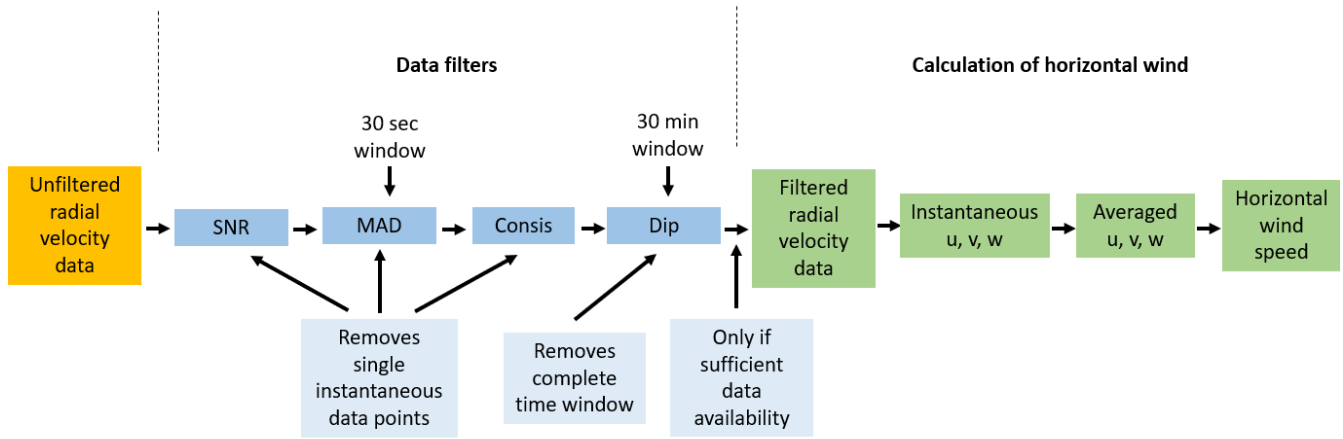 Data filters
Calculation of horizontal wind
30 sec
window
30 min
window
Unfiltered
radial
velocity
data
SNR
MAD
Consis
Dip
Filtered
radial
velocity
data
Instantaneous
u, v, w
Averaged
u, v, w
Horizontal
wind
speed
Removes
single
instantaneous
data points
Removes
complete
time window
Only if
sufficient
data
availability